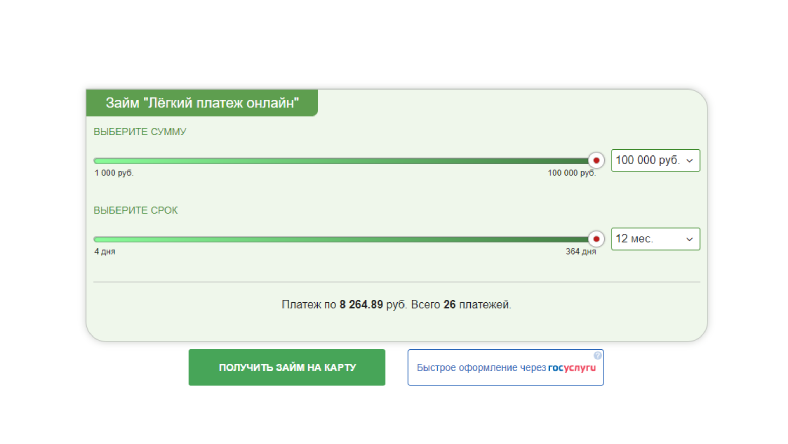 Займ "Лёгкий платеж онлайн"
ВЫБЕРИТЕ СУММУ
100 000 руб.
1 000 руб. 100 000 руб.
ВЫБЕРИТЕ СРОК
12 мес.
4 дня 364 дня
Платеж по 8 264.89 руб. Всего 26 платежей.
ПОЛУЧИТЬ ЗАЙМ НА КАРТУ
Быстрое оформление через госуслуги
?